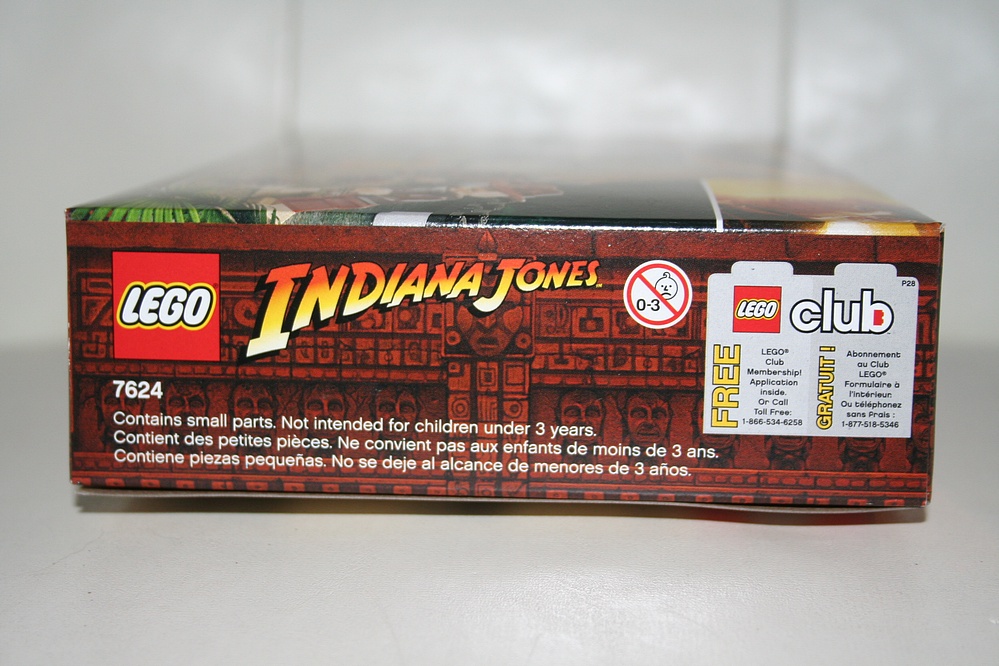 LEGO
INDIANA JONES™
0-3
7624
Contains small parts. Not intended for children under 3 years.
Contient des petites pièces. Ne convient pas aux enfants de moins de 3 ans.
Contiene piezas pequeñas. No se deje al alcance de menores de 3 años.
P28
LEGO club
FREE
LEGO®
Club
Membership!
Application
inside.
Or Call
Toll Free:
1-866-534-6258
GRATUIT !
Abonnement
au Club
LEGO®
Formulaire à
l'intérieur.
Ou téléphonez
sans Prais :
1-877-518-5346